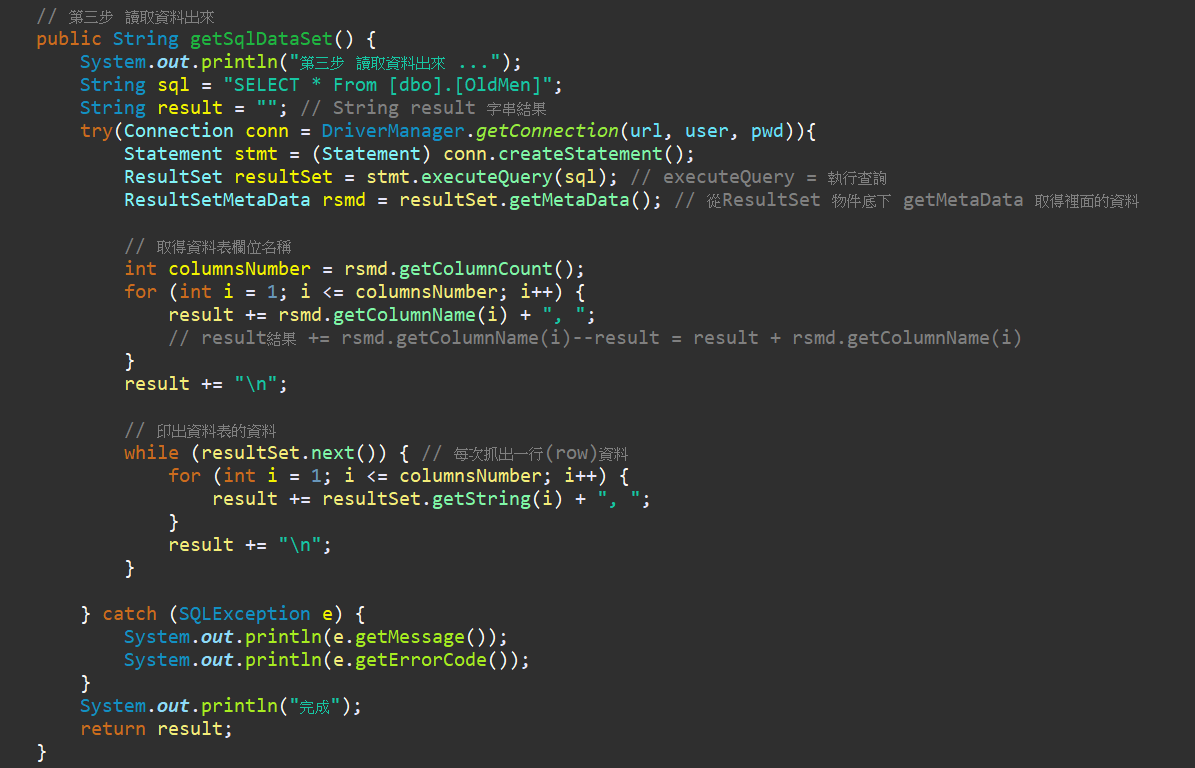 // 第三步 讀取資料出來
public String getSqlDataSet() {
    System.out.println("第三步 讀取資料出來 ...");
    String sql = "SELECT * From [dbo].[OldMen]";
    String result = ""; // String result 字串結果
    try(Connection conn = DriverManager.getConnection(url, user, pwd)){
        Statement stmt = (Statement) conn.createStatement();
        ResultSet resultSet = stmt.executeQuery(sql); // executeQuery = 執行查詢
        ResultSetMetaData rsmd = resultSet.getMetaData(); // 從ResultSet 物件底下 getMetaData 取得裡面的資料

        // 取得資料表欄位名稱
        int columnsNumber = rsmd.getColumnCount();
        for (int i = 1; i <= columnsNumber; i++) {
            result += rsmd.getColumnName(i) + ", ";
            // result結果 += rsmd.getColumnName(i)--result = result + rsmd.getColumnName(i)
        }
        result += "\n";

        // 印出資料表的資料
        while (resultSet.next()) { // 每次抓出一行(row)資料
            for (int i = 1; i <= columnsNumber; i++) {
                result += resultSet.getString(i) + ", ";
            }
            result += "\n";
        }

    } catch (SQLException e) {
        System.out.println(e.getMessage());
        System.out.println(e.getErrorCode());
    }
    System.out.println("完成");
    return result;
}